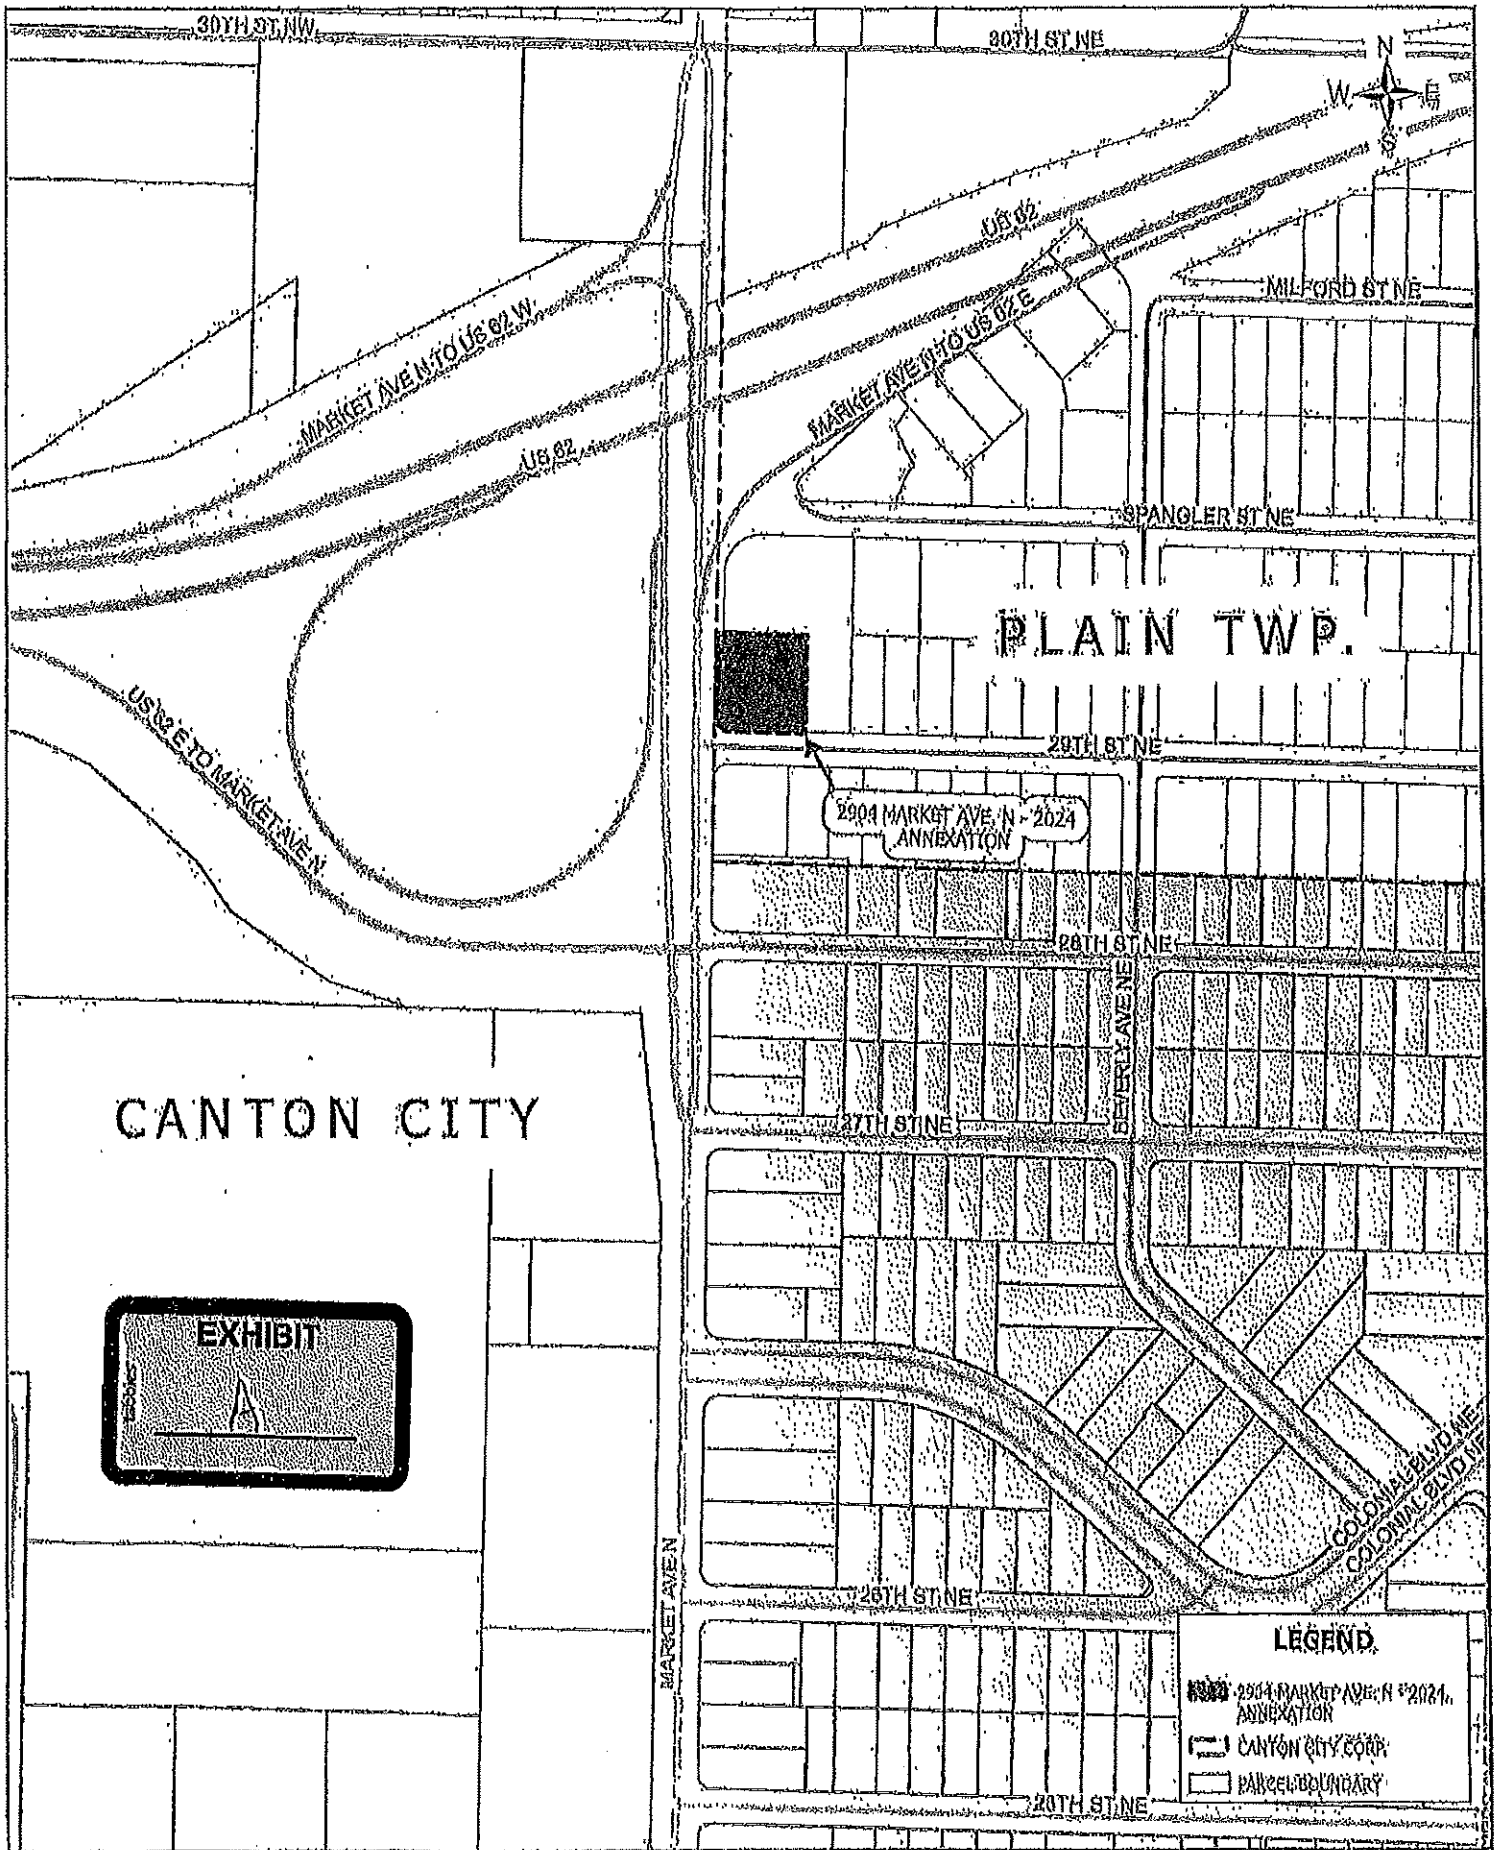 30TH ST NW
30TH ST NE
N
W
E
S
US 62
MILFORD ST NE
MARKET AVE N TO US 62 W
MARKET AVE N TO US 62 E
US 62
SPANGLER ST NE
PLAIN TWP.
US 62 E TO MARKET AVE N
29TH ST NE
2904 MARKET AVE. N - 2024
ANNEXATION
28TH ST NE
BEVERLY AVE NE
CANTON CITY
27TH ST NE
EXHIBIT
A
COLONIAL BLVD NE
COLONIAL BLVD NE
MARKET AVE N
26TH ST NE
LEGEND
2904 MARKET AVE. N - 2024
ANNEXATION
CANTON CITY CORP.
PARCEL BOUNDARY